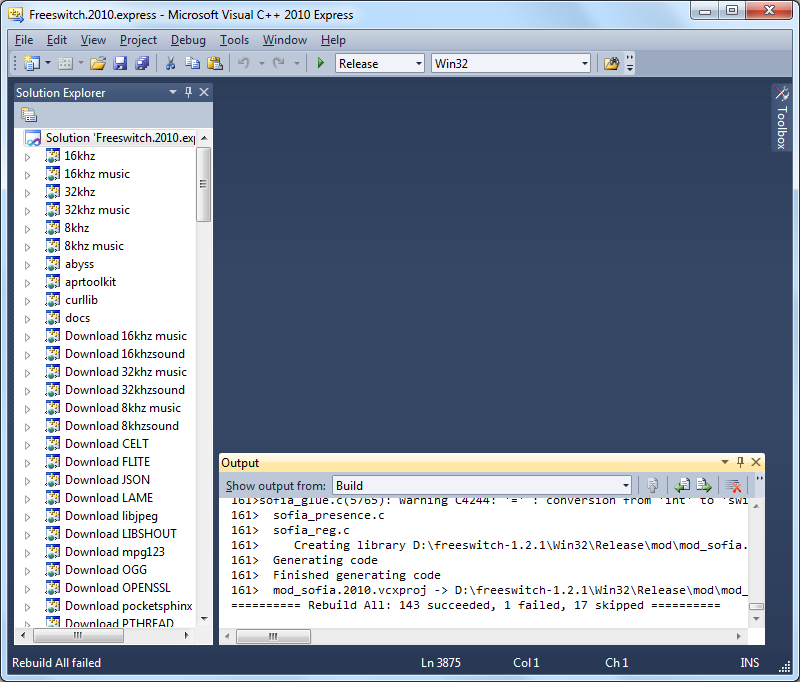 Freeswitch.2010.express - Microsoft Visual C++ 2010 Express
File Edit View Project Debug Tools Window Help
Release Win32
Solution Explorer
Toolbox
Solution 'Freeswitch.2010.exp
16khz
16khz music
32khz
32khz music
8khz
8khz music
abyss
aprtoolkit
curllib
docs
Download 16khz music
Download 16khzsound
Download 32khz music
Download 32khzsound
Download 8khz music
Download 8khzsound
Download CELT
Download FLITE
Download JSON
Download LAME
Download libjpeg
Download LIBSHOUT
Download mpg123
Download OGG
Download OPENSSL
Download pocketsphinx
Download PTHREAD
Output
Show output from: Build
161>sofia_glue.c(5765): warning C4244: '=' : conversion from 'int' to 'swi
161> sofia_presence.c
161> sofia_reg.c
161> Creating library D:\freeswitch-1.2.1\Win32\Release\mod\mod_sofia.
161> Generating code
161> Finished generating code
161> mod_sofia.2010.vcxproj -> D:\freeswitch-1.2.1\Win32\Release\mod\mod_
========== Rebuild All: 143 succeeded, 1 failed, 17 skipped ==========
Rebuild All failed Ln 3875 Col 1 Ch 1 INS